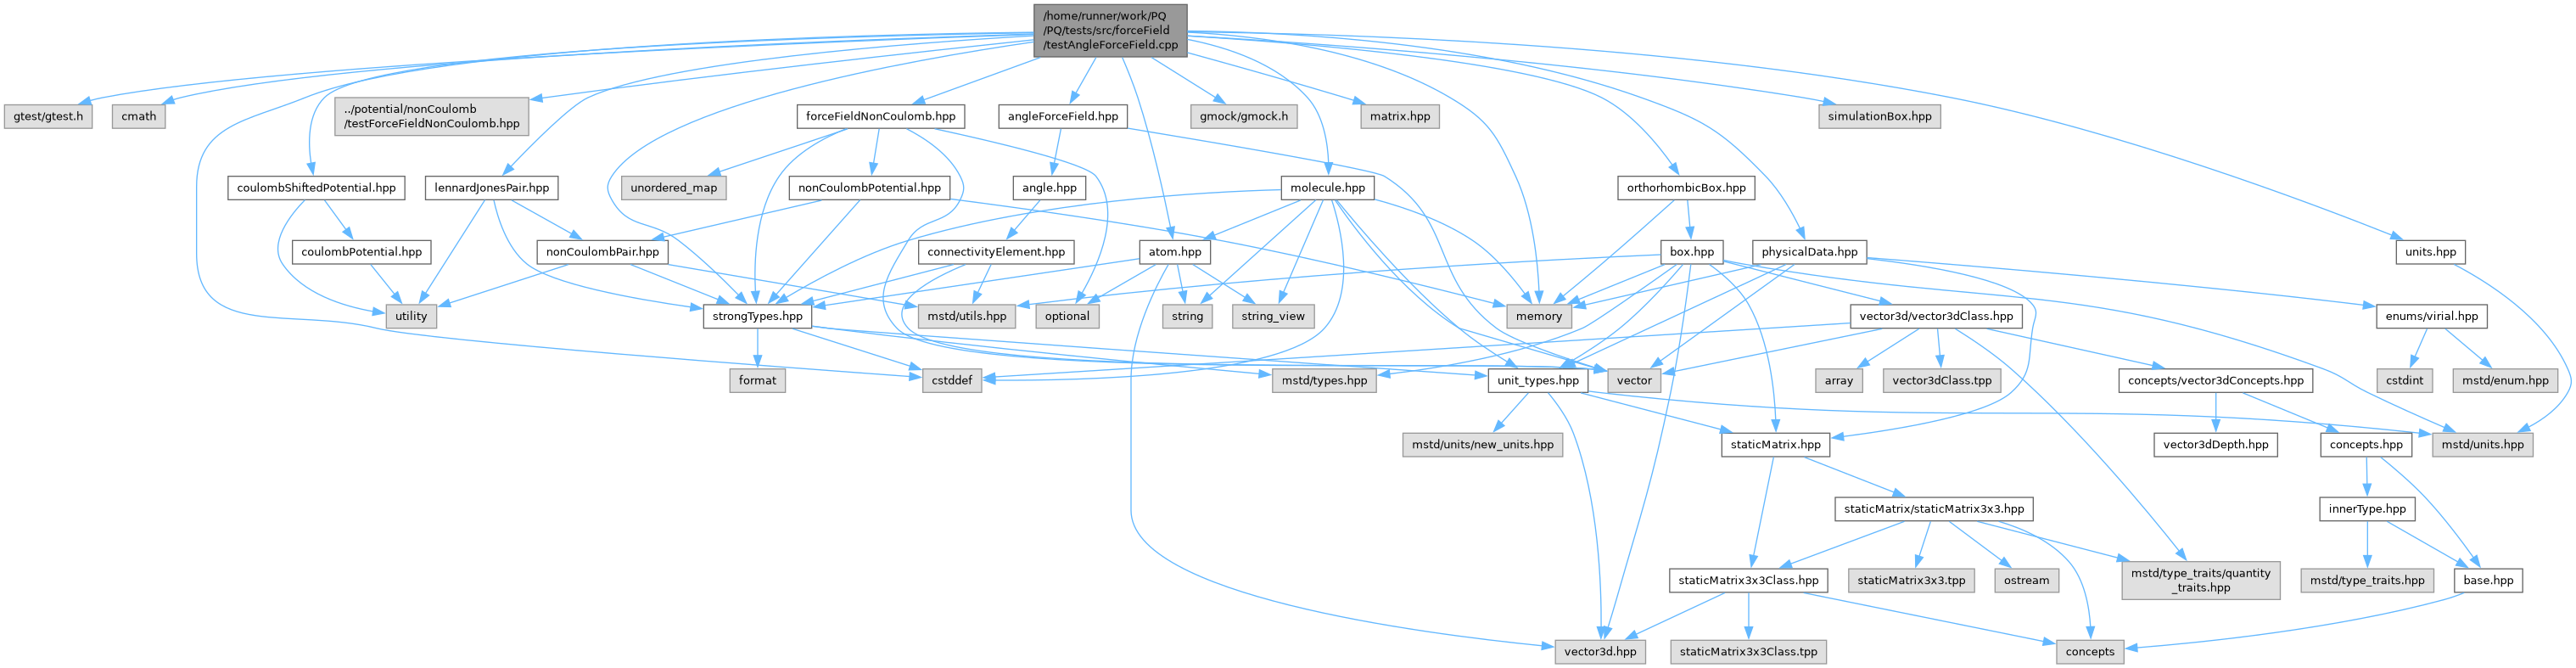 /home/runner/work/PQ
/PQ/tests/src/forceField
/testAngleForceField.cpp
gtest/gtest.h
cmath
../potential/nonCoulomb
/testForceFieldNonCoulomb.hpp
forceFieldNonCoulomb.hpp
angleForceField.hpp
gmock/gmock.h
matrix.hpp
simulationBox.hpp
coulombShiftedPotential.hpp
lennardJonesPair.hpp
unordered_map
nonCoulombPotential.hpp
angle.hpp
molecule.hpp
orthorhombicBox.hpp
coulombPotential.hpp
nonCoulombPair.hpp
connectivityElement.hpp
atom.hpp
box.hpp
physicalData.hpp
units.hpp
utility
strongTypes.hpp
mstd/utils.hpp
optional
string
string_view
memory
vector3d/vector3dClass.hpp
enums/virial.hpp
format
cstddef
mstd/types.hpp
unit_types.hpp
vector
array
vector3dClass.tpp
concepts/vector3dConcepts.hpp
cstdint
mstd/enum.hpp
mstd/units/new_units.hpp
staticMatrix.hpp
vector3dDepth.hpp
concepts.hpp
mstd/units.hpp
staticMatrix/staticMatrix3x3.hpp
innerType.hpp
staticMatrix3x3Class.hpp
staticMatrix3x3.tpp
ostream
mstd/type_traits/quantity
_traits.hpp
mstd/type_traits.hpp
base.hpp
vector3d.hpp
staticMatrix3x3Class.tpp
concepts